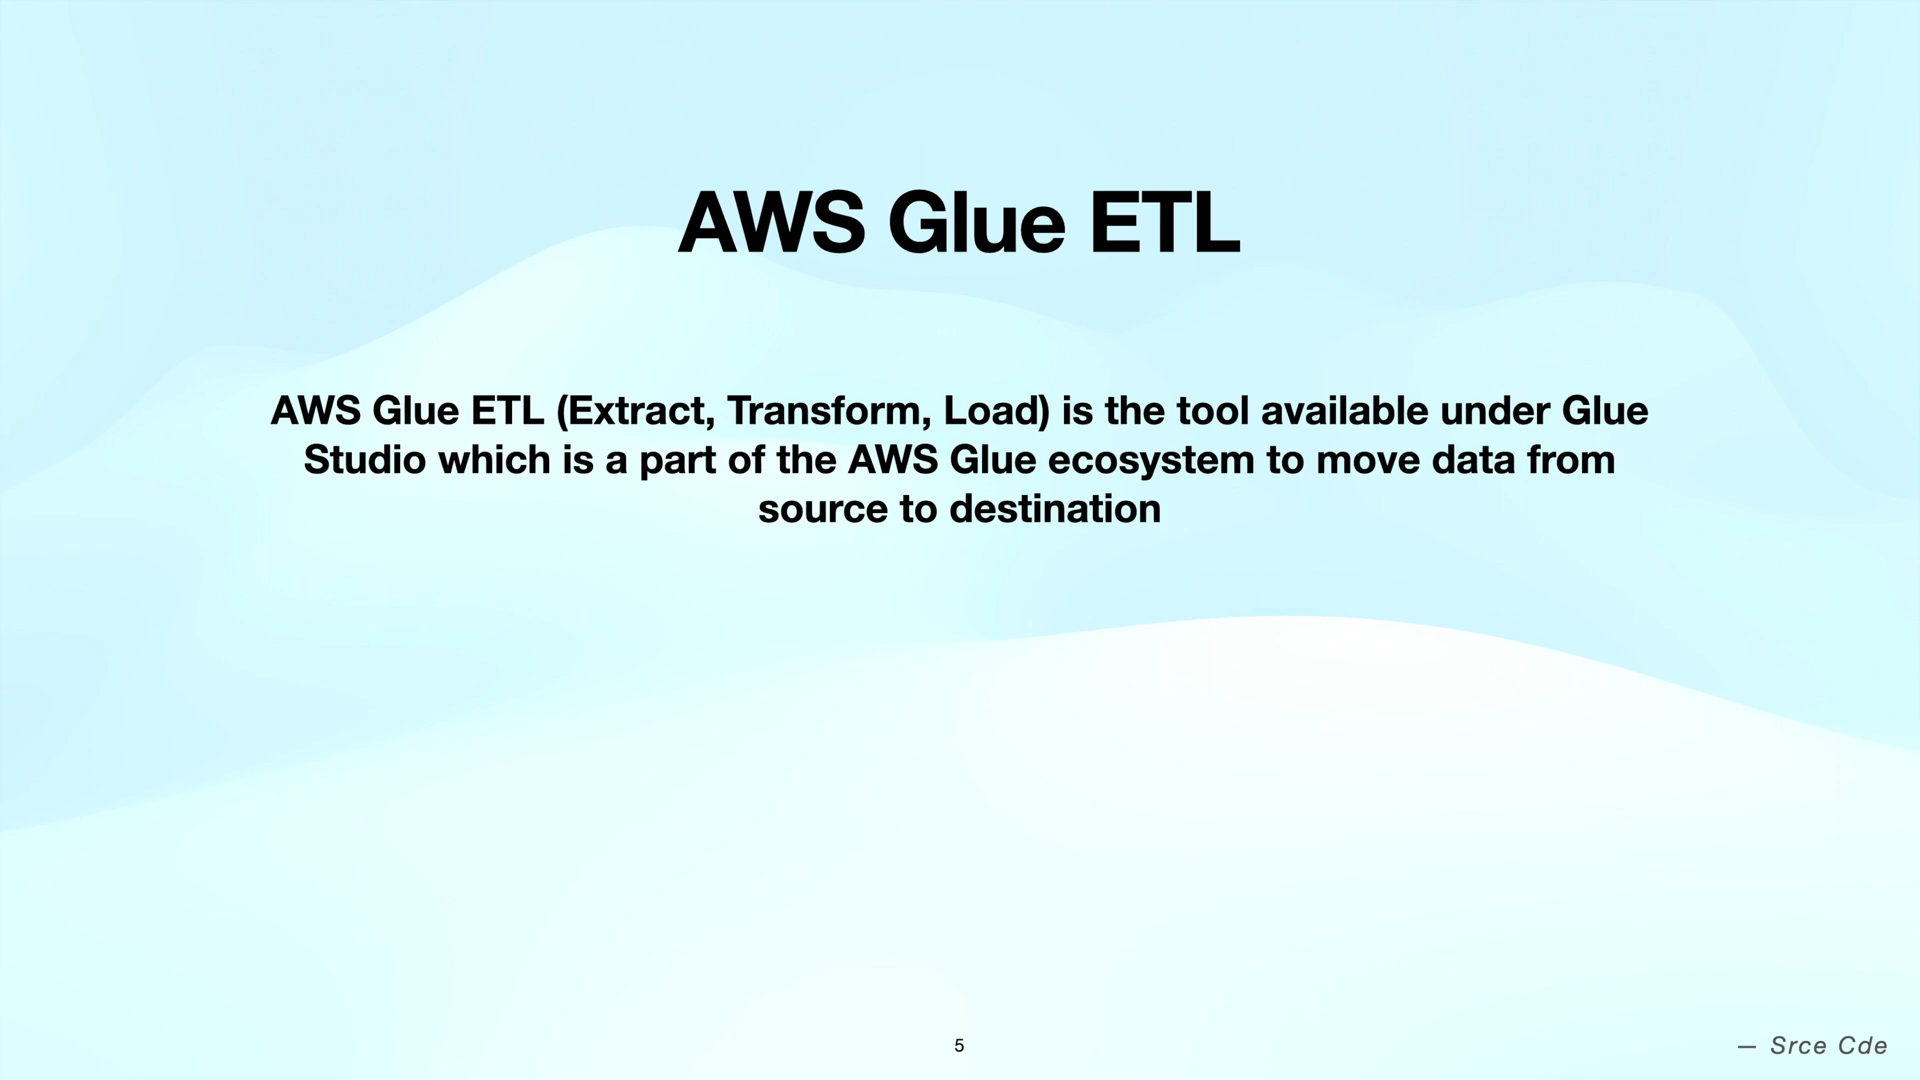 AWS Glue ETL
AWS Glue ETL (Extract, Transform, Load) is the tool available under Glue
Studio which is a part of the AWS Glue ecosystem to move data from
source to destination
5
— Srce Cde